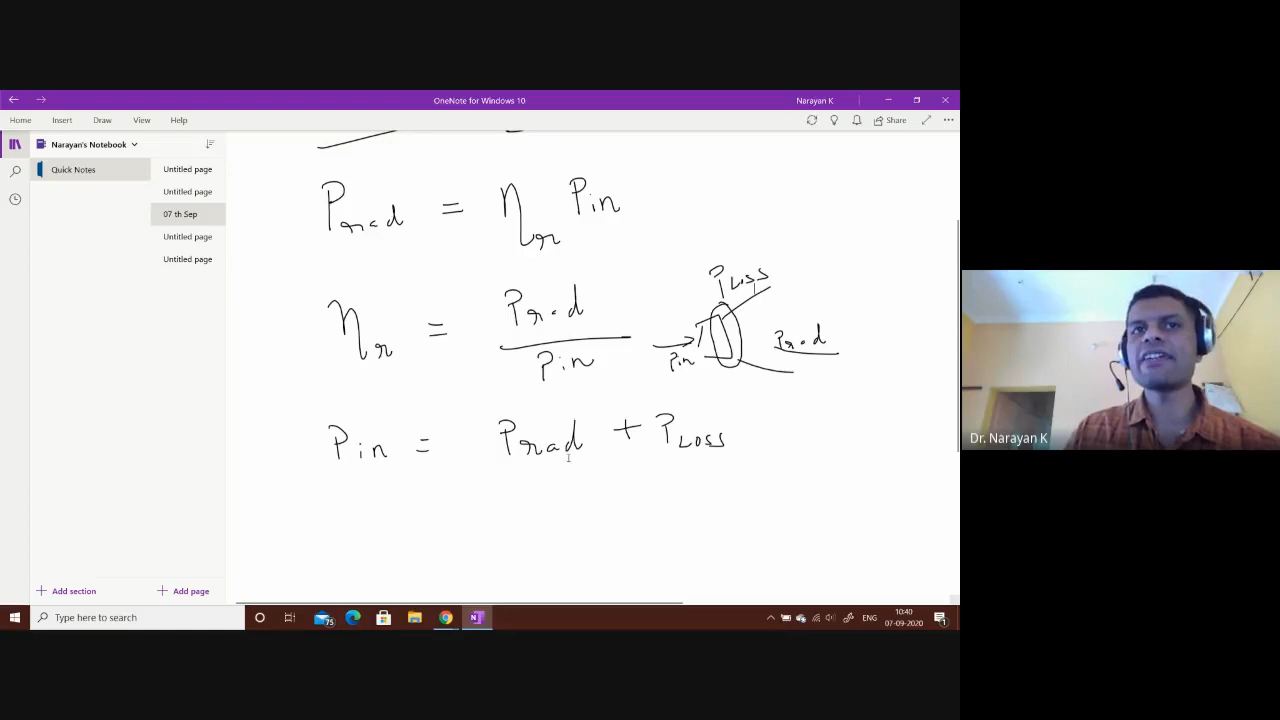 OneNote for Windows 10
Narayan K
Home Insert Draw View Help
Share
Narayan's Notebook
Quick Notes
Untitled page
Untitled page
07 th Sep
Untitled page
Untitled page
Prad = ηr Pin
ηr = Prad / Pin
PLoss
Pin
Prad
Pin = Prad + PLoss
Dr. Narayan K
Add section
Add page
Type here to search
75
ENG
10:40
07-09-2020
1